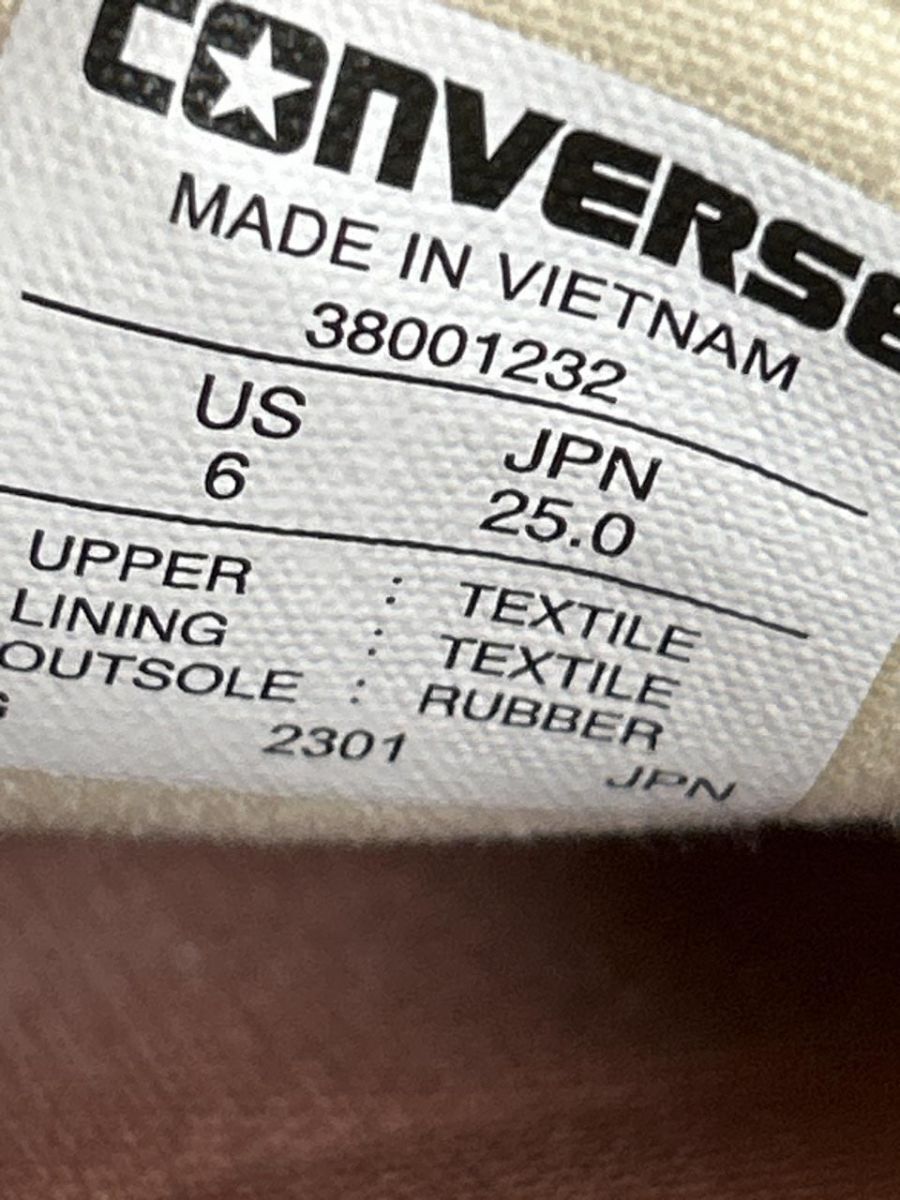 CONVERSE
MADE IN VIETNAM
38001232
US JPN
6 25.0
UPPER : TEXTILE
LINING : TEXTILE
OUTSOLE : RUBBER
G 2301 JPN